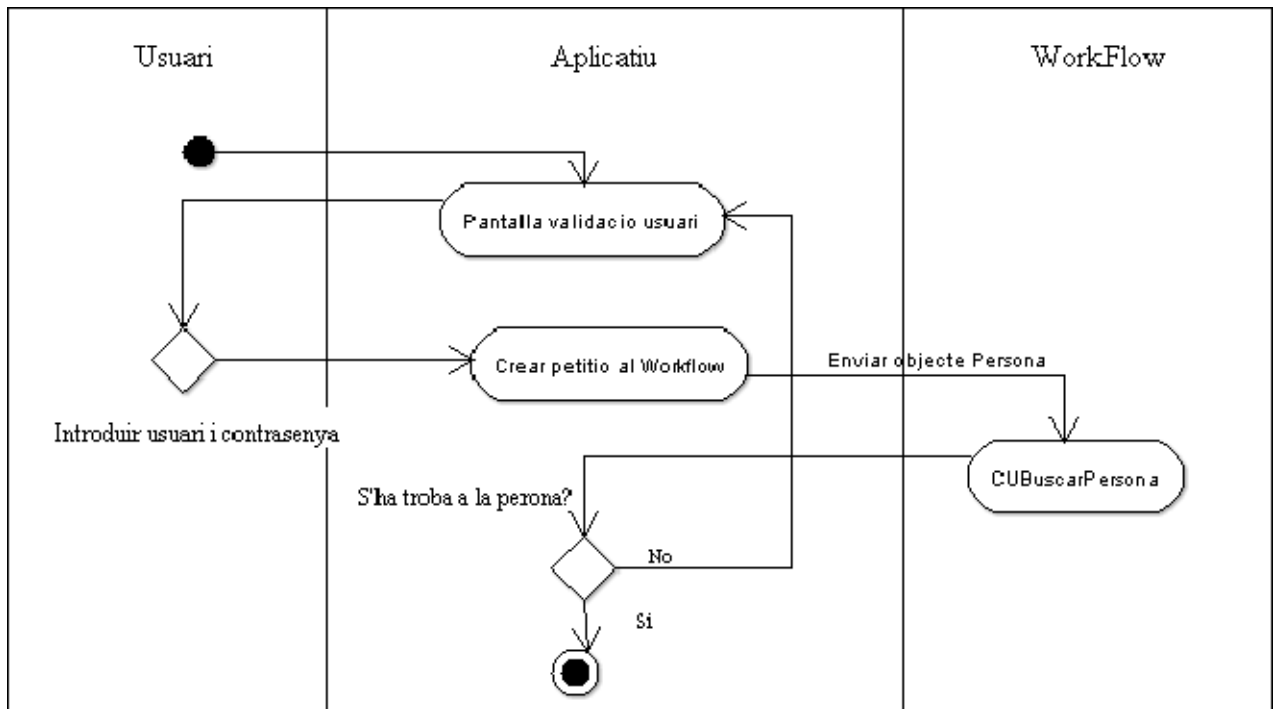 Usuari
Aplicatiu
WorkFlow
Pantalla validacio usuari
Crear petitio al Workflow
Enviar objecte Persona
Introduir usuari i contrasenya
CUBuscarPersona
S'ha troba a la perona?
No
Si